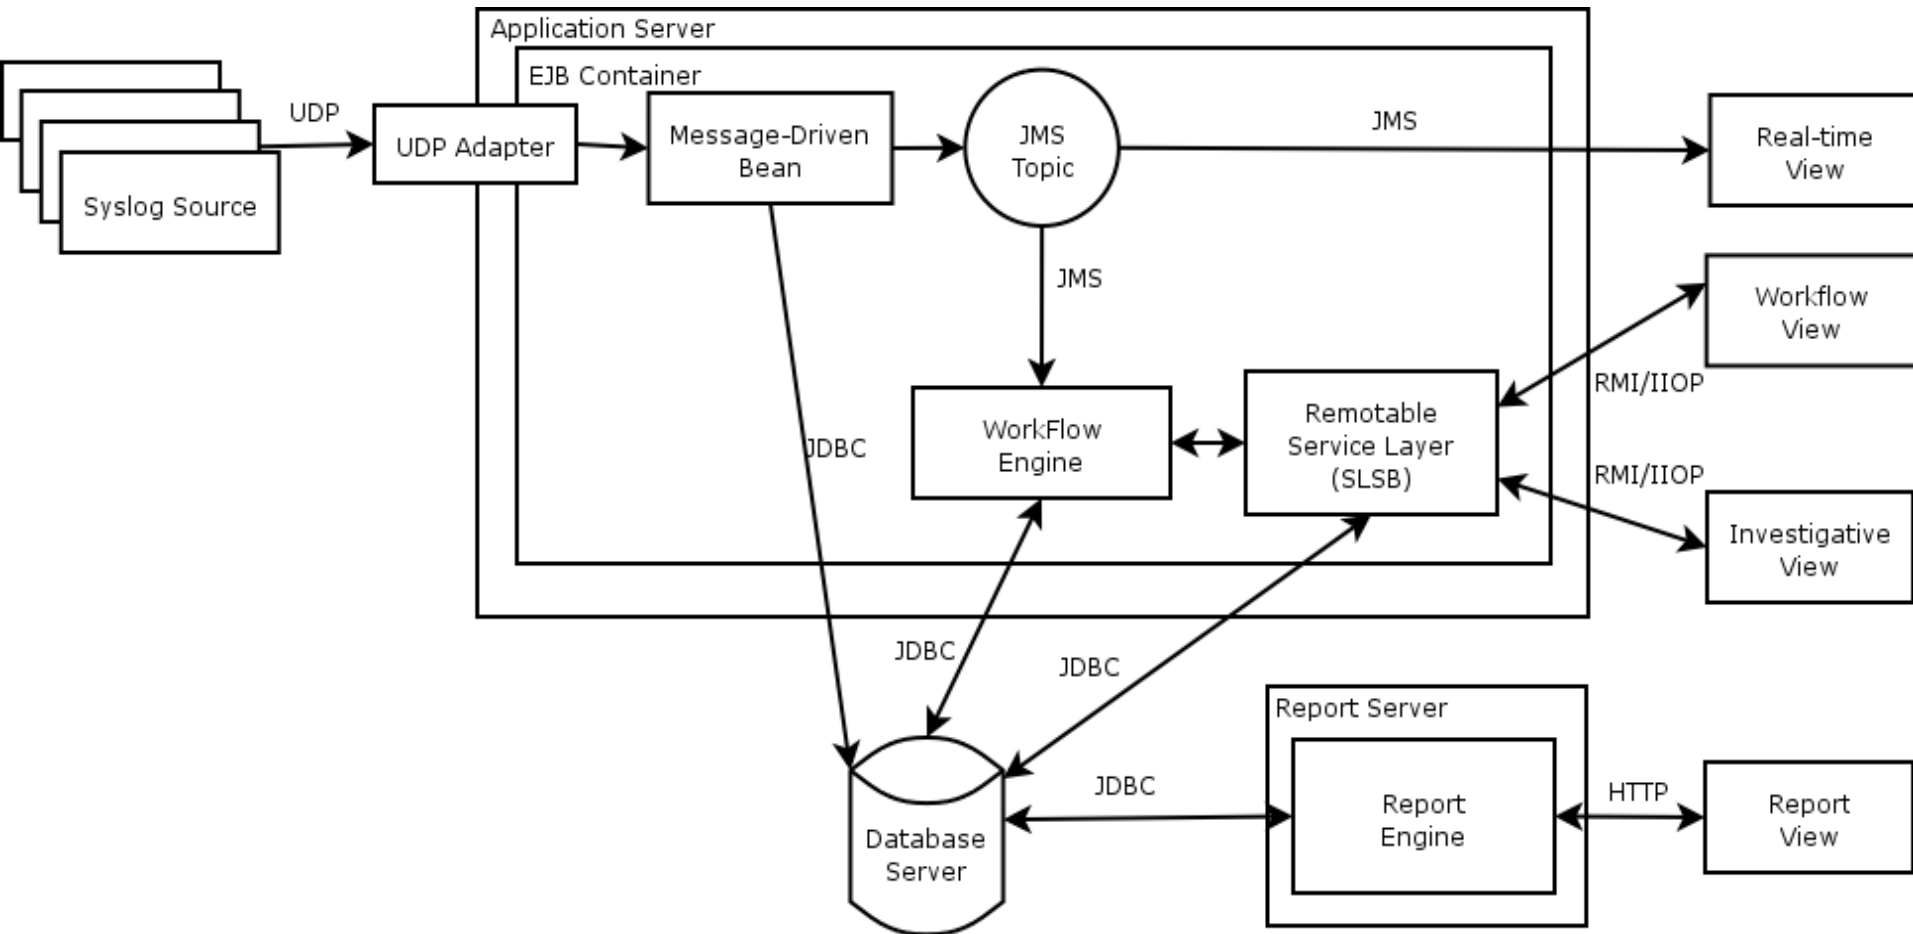 Application Server
EJB Container
UDP
UDP Adapter
Message-Driven
Bean
JMS
Topic
JMS
Real-time
View
Syslog Source
JMS
Workflow
View
RMI/IIOP
WorkFlow
Engine
Remotable
Service Layer
(SLSB)
JDBC
RMI/IIOP
Investigative
View
JDBC
JDBC
Report Server
JDBC
Report
Engine
HTTP
Report
View
Database
Server